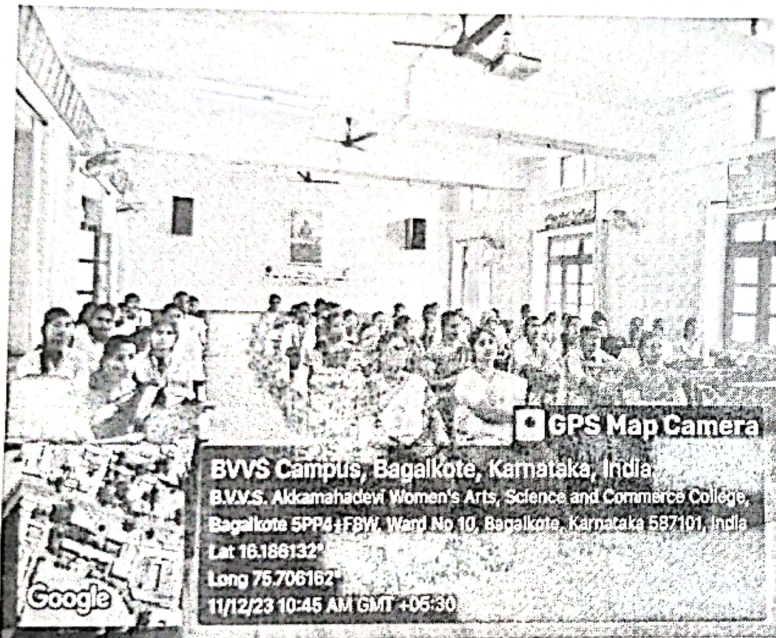 GPS Map Camera
BVVS Campus, Bagalkote, Karnataka, India
B.V.V.S. Akkamahadevi Women's Arts, Science and Commerce College,
Bagalkote 5PP4+F8W, Ward No 10, Bagalkote, Karnataka 587101, India
Lat 16.186132°
Long 75.706162°
11/12/23 10:45 AM GMT +05:30
Google